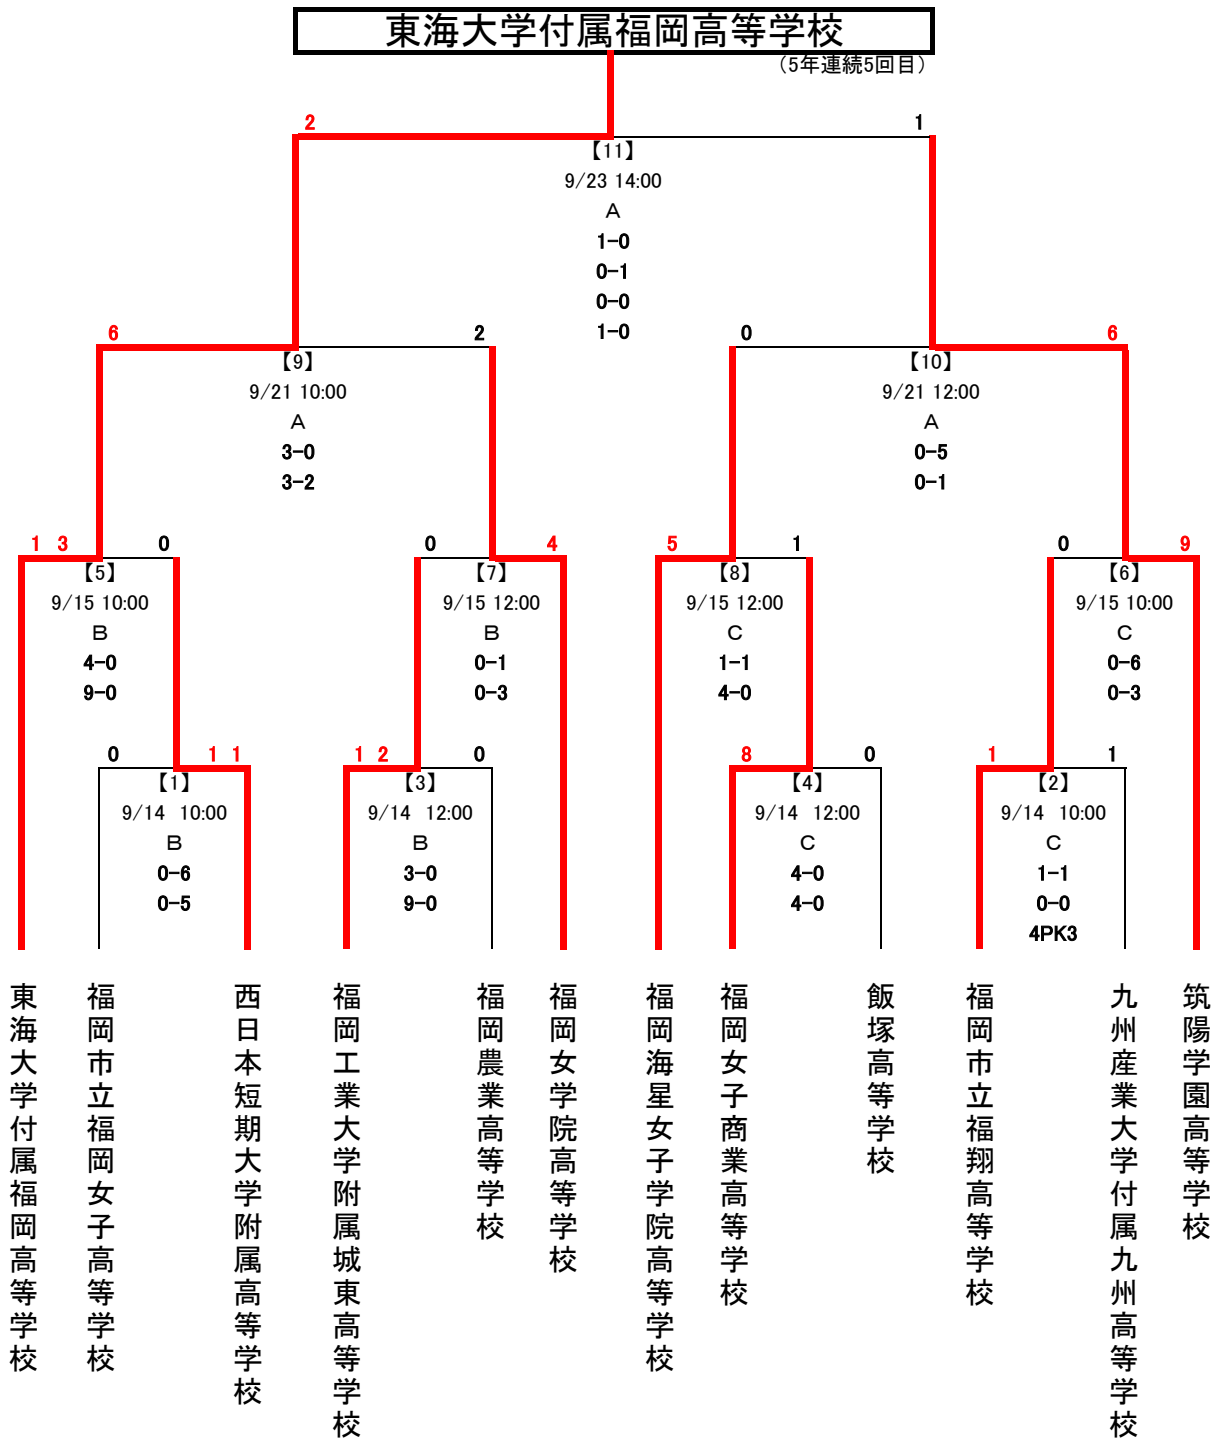 東海大学付属福岡高等学校
（5年連続5回目）
2 1
【11】
9/23 14:00
A
1-0
0-1
0-0
1-0
6 2 0 6
【9】 【10】
9/21 10:00 9/21 12:00
A A
3-0 0-5
3-2 0-1
1 3 0 0 4 5 1 0 9
【5】 【7】 【8】 【6】
9/15 10:00 9/15 12:00 9/15 12:00 9/15 10:00
B B C C
4-0 0-1 1-1 0-6
9-0 0-3 4-0 0-3
0 1 1 1 2 0 8 0 1 1
【1】 【3】 【4】 【2】
9/14 10:00 9/14 12:00 9/14 12:00 9/14 10:00
B B C C
0-6 3-0 4-0 1-1
0-5 9-0 4-0 0-0
4PK3
東海大学付属福岡高等学校
福岡市立福岡女子高等学校
西日本短期大学附属高等学校
福岡工業大学附属城東高等学校
福岡農業高等学校
福岡女学院高等学校
福岡海星女子学院高等学校
福岡女子商業高等学校
飯塚高等学校
福岡市立福翔高等学校
九州産業大学付属九州高等学校
筑陽学園高等学校